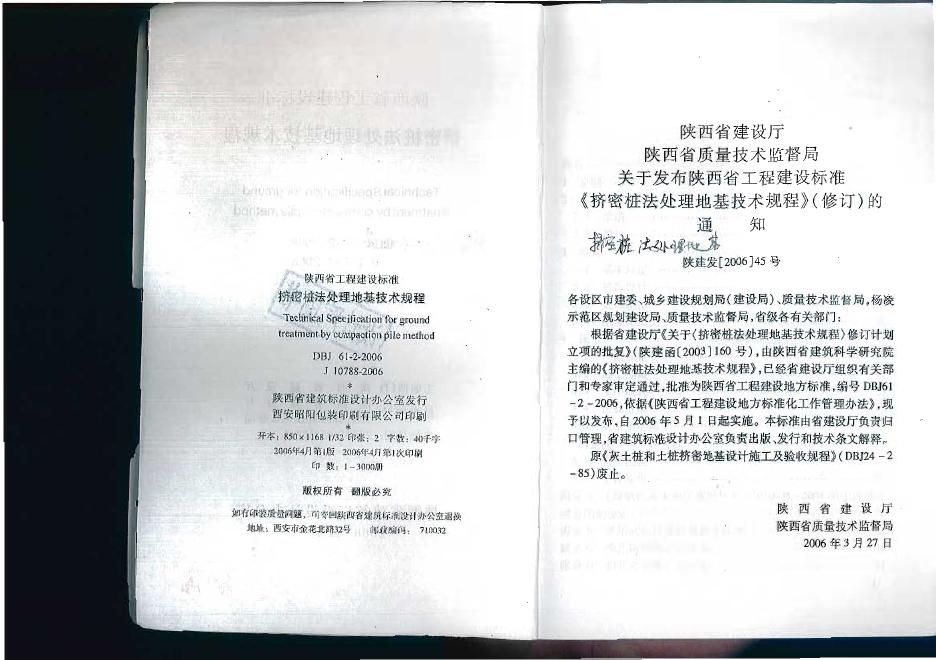 陕西省工程建设标准
挤密桩法处理地基技术规程
Technical Specification for ground
treatment by compaction pile method
DBJ 61-2-2006
J 10788-2006
*
陕西省建筑标准设计办公室发行
西安昭阳包装印刷有限公司印刷
*
开本：850×1168 1/32 印张：2 字数：40千字
2006年4月第1版 2006年4月第1次印刷
印 数：1-3000册
版权所有 翻版必究
如有印装质量问题，可寄回陕西省建筑标准设计办公室退换
地址：西安市金花北路32号 邮政编码：710032
陕西省建设厅
陕西省质量技术监督局
关于发布陕西省工程建设标准
《挤密桩法处理地基技术规程》(修订)的
通 知
挤密桩法处理地基
陕建发[2006]45 号
各设区市建委、城乡建设规划局(建设局)、质量技术监督局，杨凌
示范区规划建设局、质量技术监督局，省级各有关部门：
根据省建设厅《关于〈挤密桩法处理地基技术规程〉修订计划
立项的批复》(陕建函[2003]160 号)，由陕西省建筑科学研究院
主编的《挤密桩法处理地基技术规程》，已经省建设厅组织有关部
门和专家审定通过，批准为陕西省工程建设地方标准，编号 DBJ61
-2-2006，依据《陕西省工程建设地方标准化工作管理办法》，现
予以发布，自 2006 年 5 月 1 日起实施。本标准由省建设厅负责归
口管理，省建筑标准设计办公室负责出版、发行和技术条文解释。
原《灰土桩和土桩挤密地基设计施工及验收规程》(DBJ24-2
-85)废止。
陕 西 省 建 设 厅
陕西省质量技术监督局
2006 年 3 月 27 日